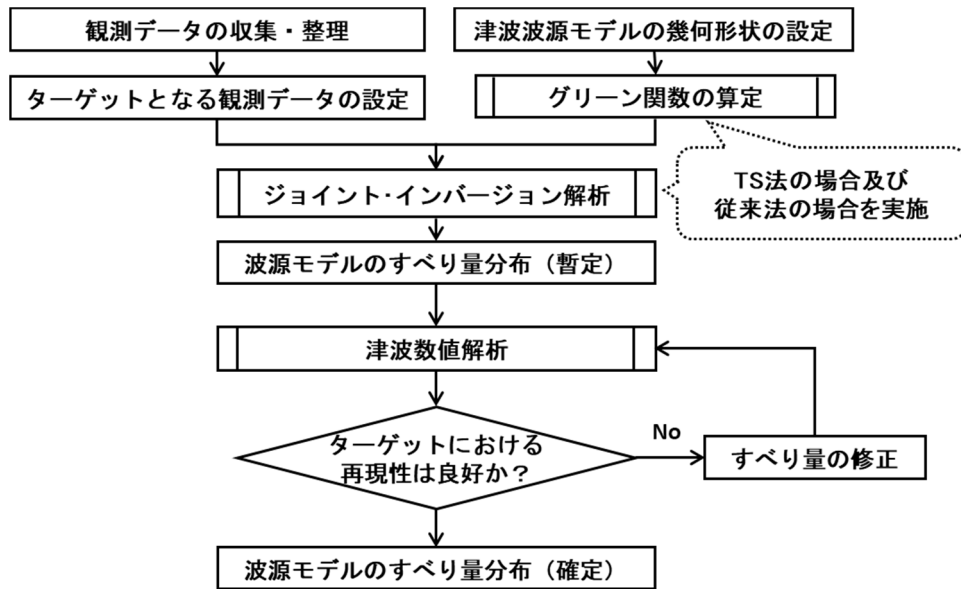 観測データの収集・整理
津波波源モデルの幾何形状の設定
ターゲットとなる観測データの設定
グリーン関数の算定
TS法の場合及び
従来法の場合を実施
ジョイント・インバージョン解析
波源モデルのすべり量分布（暫定）
津波数値解析
ターゲットにおける
再現性は良好か？
No
すべり量の修正
波源モデルのすべり量分布（確定）